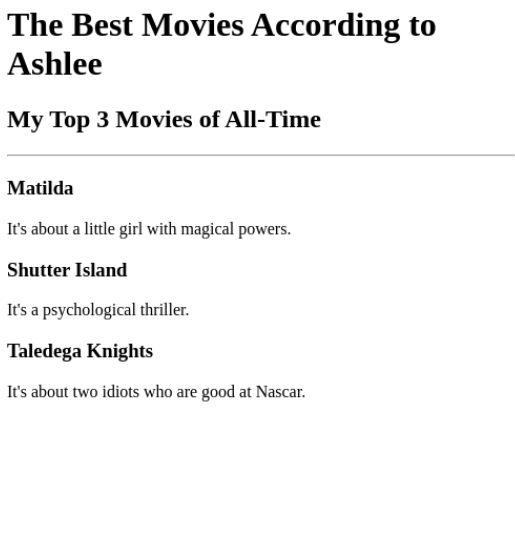 The Best Movies According to
Ashlee
My Top 3 Movies of All-Time
Matilda
It's about a little girl with magical powers.
Shutter Island
It's a psychological thriller.
Taledega Knights
It's about two idiots who are good at Nascar.